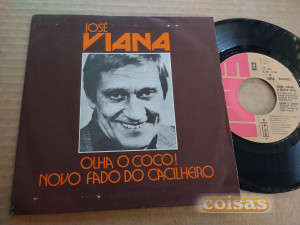 JOSÉ
VIANA
OLHA O COCO!
NOVO FADO DO CACILHEIRO
coisas